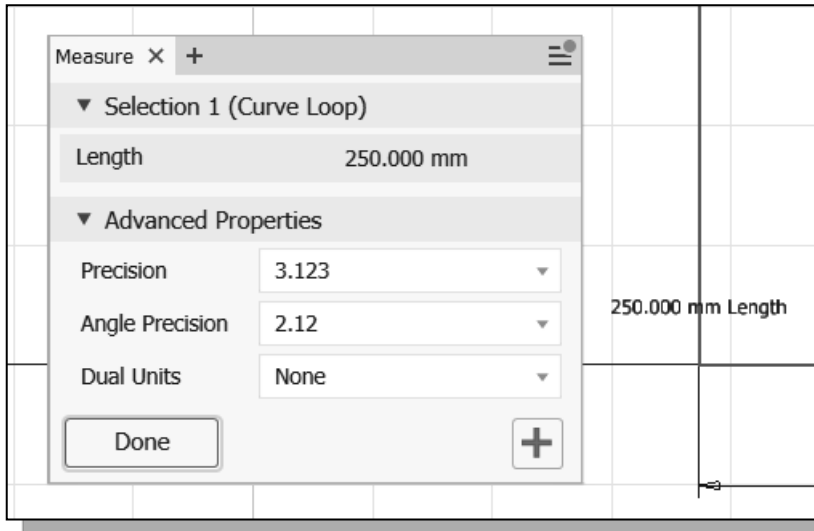 Measure × +
Selection 1 (Curve Loop)
Length 250.000 mm
Advanced Properties
Precision 3.123
Angle Precision 2.12
Dual Units None
Done
250.000 mm Length